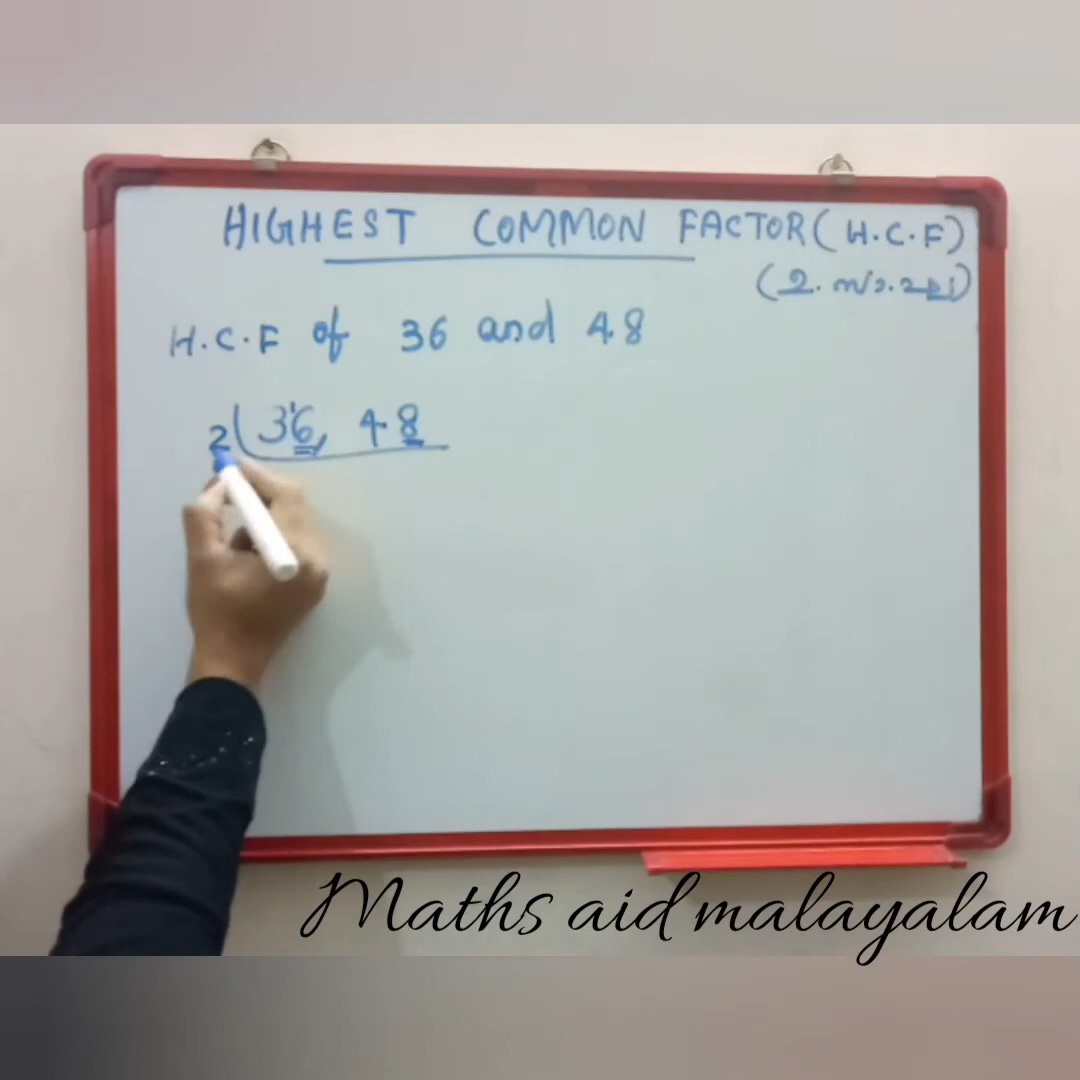 HIGHEST COMMON FACTOR (H.C.F)
(ഉ.സാ.ഘ)
H.C.F of 36 and 48
2 36, 48
Maths aid malayalam